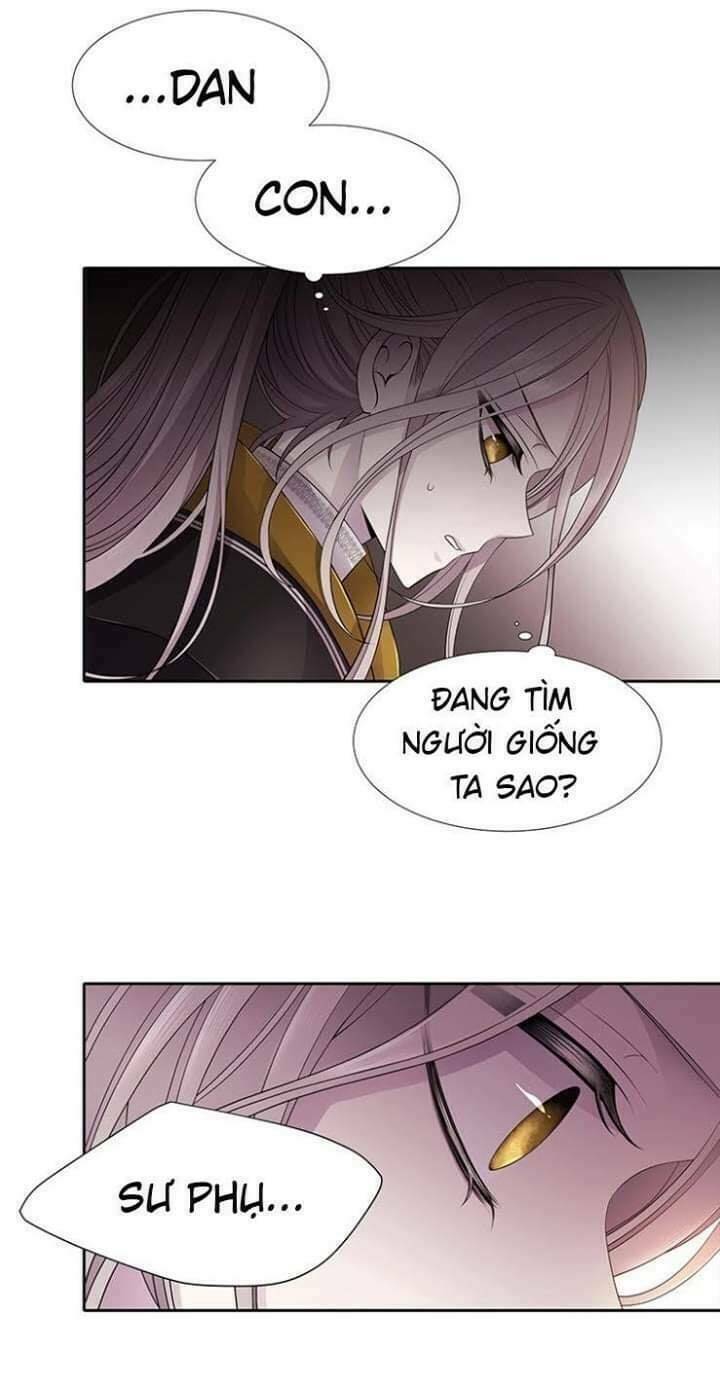 ...DAN
CON...
ĐANG TÌM
NGƯỜI GIỐNG
TA SAO?
SƯ PHỤ...